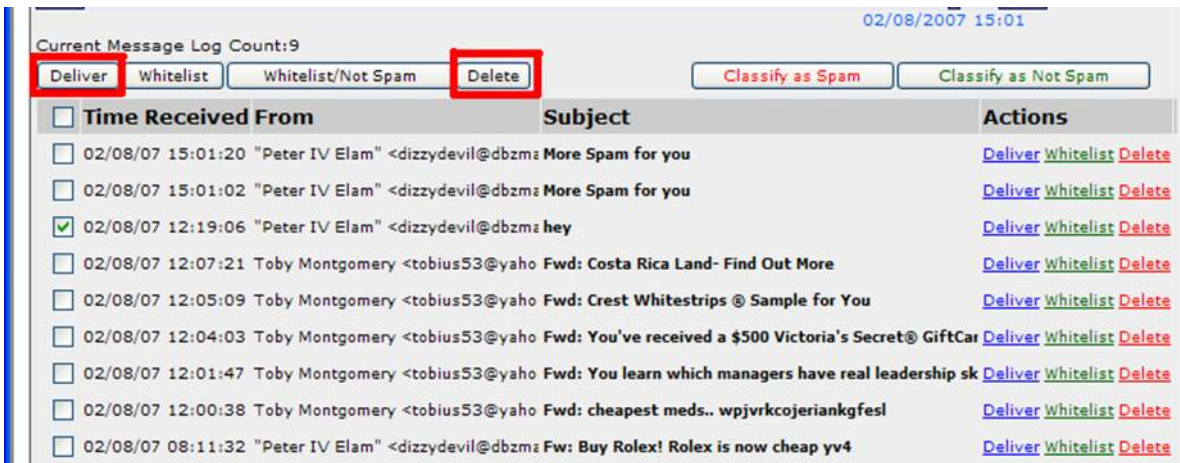 02/08/2007 15:01
Current Message Log Count:9
Deliver Whitelist Whitelist/Not Spam Delete Classify as Spam Classify as Not Spam
Time Received From Subject Actions
02/08/07 15:01:20 "Peter IV Elam" <dizzydevil@dbzma More Spam for you Deliver Whitelist Delete
02/08/07 15:01:02 "Peter IV Elam" <dizzydevil@dbzma More Spam for you Deliver Whitelist Delete
02/08/07 12:19:06 "Peter IV Elam" <dizzydevil@dbzma hey Deliver Whitelist Delete
02/08/07 12:07:21 Toby Montgomery <tobius53@yaho Fwd: Costa Rica Land- Find Out More Deliver Whitelist Delete
02/08/07 12:05:09 Toby Montgomery <tobius53@yaho Fwd: Crest Whitestrips ® Sample for You Deliver Whitelist Delete
02/08/07 12:04:03 Toby Montgomery <tobius53@yaho Fwd: You've received a $500 Victoria's Secret® GiftCar Deliver Whitelist Delete
02/08/07 12:01:47 Toby Montgomery <tobius53@yaho Fwd: You learn which managers have real leadership sk Deliver Whitelist Delete
02/08/07 12:00:38 Toby Montgomery <tobius53@yaho Fwd: cheapest meds.. wpjvrkcojeriankgfesl Deliver Whitelist Delete
02/08/07 08:11:32 "Peter IV Elam" <dizzydevil@dbzma Fw: Buy Rolex! Rolex is now cheap yv4 Deliver Whitelist Delete